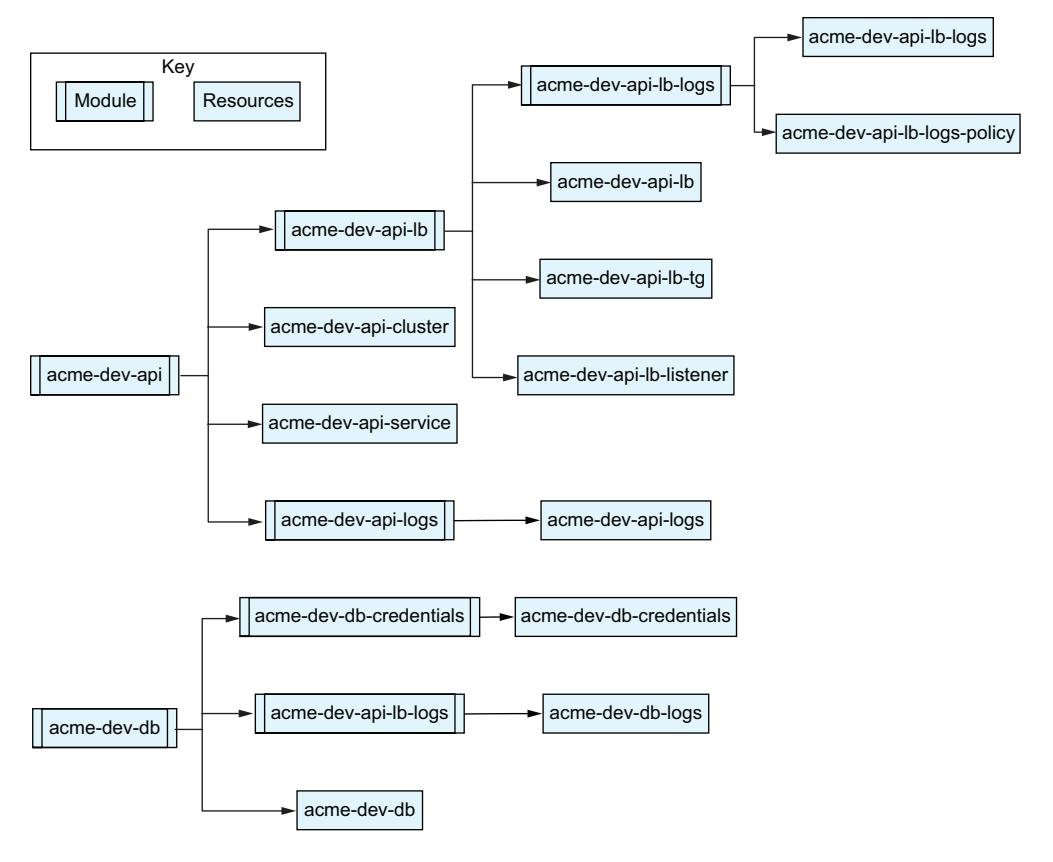 Key
Module
Resources
acme-dev-api
acme-dev-api-lb
acme-dev-api-lb-logs
acme-dev-api-lb-logs
acme-dev-api-lb-logs-policy
acme-dev-api-lb
acme-dev-api-lb-tg
acme-dev-api-lb-listener
acme-dev-api-cluster
acme-dev-api-service
acme-dev-api-logs
acme-dev-api-logs
acme-dev-db
acme-dev-db-credentials
acme-dev-db-credentials
acme-dev-api-lb-logs
acme-dev-db-logs
acme-dev-db